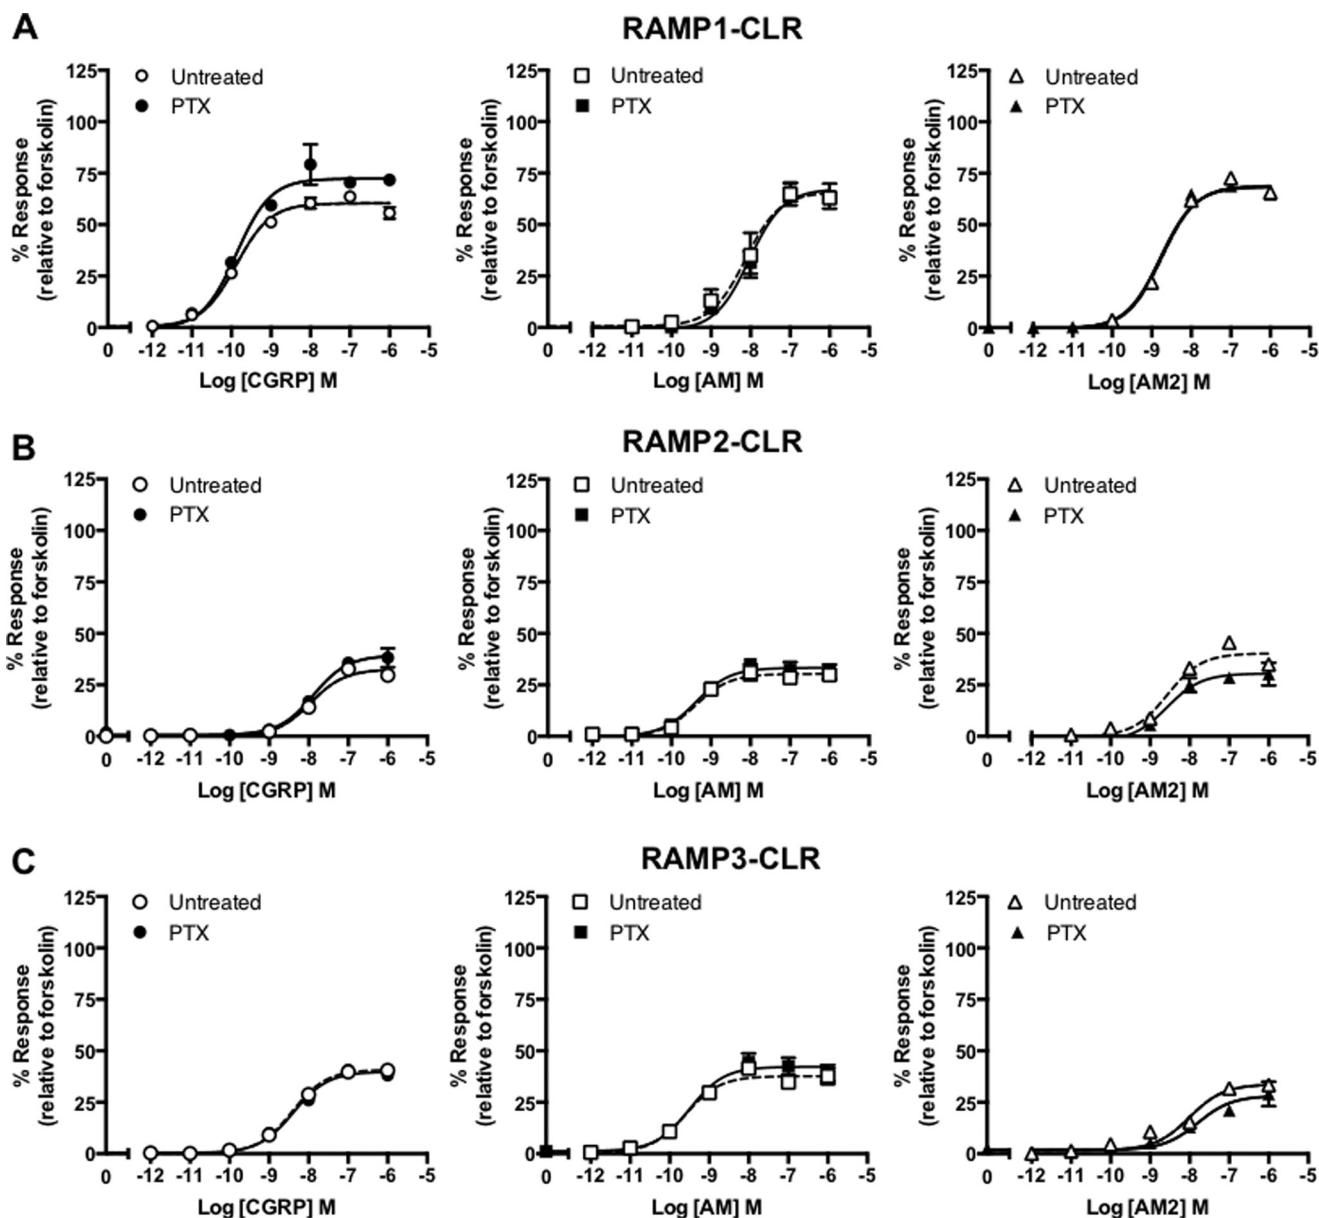 A
RAMP1-CLR
Untreated
PTX
% Response
(relative to forskolin)
125
100
75
50
25
0
0 -12 -11 -10 -9 -8 -7 -6 -5
Log [CGRP] M
Untreated
PTX
% Response
(relative to forskolin)
125
100
75
50
25
0
0 -12 -11 -10 -9 -8 -7 -6 -5
Log [AM] M
Untreated
PTX
% Response
(relative to forskolin)
125
100
75
50
25
0
0 -12 -11 -10 -9 -8 -7 -6 -5
Log [AM2] M
B
RAMP2-CLR
Untreated
PTX
% Response
(relative to forskolin)
125
100
75
50
25
0
0 -12 -11 -10 -9 -8 -7 -6 -5
Log [CGRP] M
Untreated
PTX
% Response
(relative to forskolin)
125
100
75
50
25
0
0 -12 -11 -10 -9 -8 -7 -6 -5
Log [AM] M
Untreated
PTX
% Response
(relative to forskolin)
125
100
75
50
25
0
0 -12 -11 -10 -9 -8 -7 -6 -5
Log [AM2] M
C
RAMP3-CLR
Untreated
PTX
% Response
(relative to forskolin)
125
100
75
50
25
0
0 -12 -11 -10 -9 -8 -7 -6 -5
Log [CGRP] M
Untreated
PTX
% Response
(relative to forskolin)
125
100
75
50
25
0
0 -12 -11 -10 -9 -8 -7 -6 -5
Log [AM] M
Untreated
PTX
% Response
(relative to forskolin)
125
100
75
50
25
0
0 -12 -11 -10 -9 -8 -7 -6 -5
Log [AM2] M